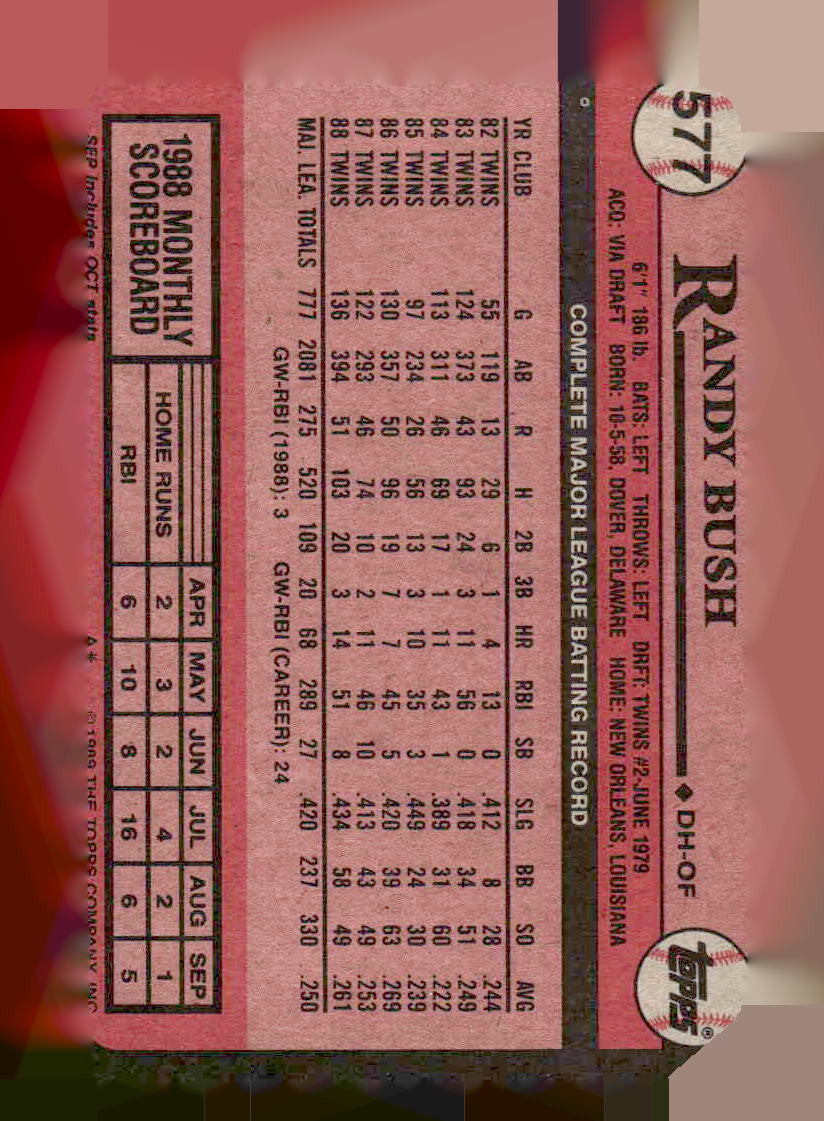 577 RANDY BUSH ◆ DH-OF topps®
6'1" 186 lb. BATS: LEFT THROWS: LEFT DRFT: TWINS #2-JUNE 1979
ACQ: VIA DRAFT BORN: 10-5-58, DOVER, DELAWARE HOME: NEW ORLEANS, LOUISIANA
COMPLETE MAJOR LEAGUE BATTING RECORD
YR CLUB G AB R H 2B 3B HR RBI SB SLG BB SO AVG
82 TWINS 55 119 13 29 6 1 4 13 0 .412 8 28 .244
83 TWINS 124 373 43 93 24 3 11 56 0 .418 34 51 .249
84 TWINS 113 311 46 69 17 1 11 43 1 .389 31 60 .222
85 TWINS 97 234 26 56 13 3 10 35 3 .449 24 30 .239
86 TWINS 130 357 50 96 19 7 7 45 5 .420 39 63 .269
87 TWINS 122 293 46 74 10 2 11 46 10 .413 43 49 .253
88 TWINS 136 394 51 103 20 3 14 51 8 .434 58 49 .261
MAJ. LEA. TOTALS 777 2081 275 520 109 20 68 289 27 .420 237 330 .250
GW-RBI (1988): 3 GW-RBI (CAREER): 24
1988 MONTHLY
SCOREBOARD
APR MAY JUN JUL AUG SEP
HOME RUNS 2 3 2 4 2 1
RBI 6 10 8 16 6 5
SEP includes OCT stats A* ©1989 THE TOPPS COMPANY, INC